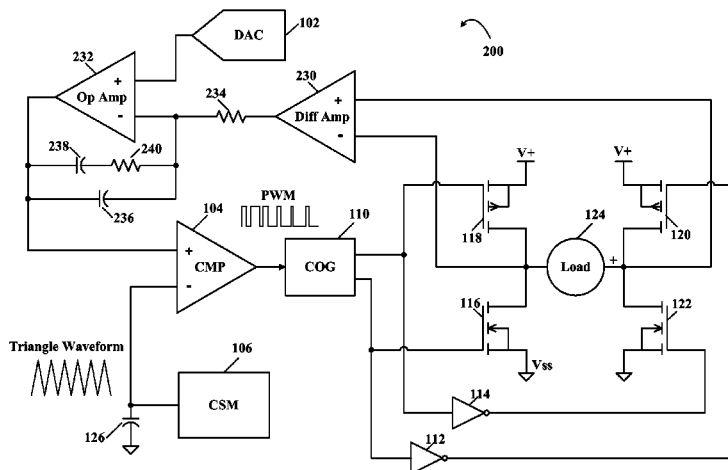 DAC
102
200
232
+
Op Amp
-
234
230
+
Diff Amp
-
238
240
236
V+
V+
PWM
104
110
118
124
120
+
CMP
-
COG
Load
+
116
122
Triangle Waveform
106
Vss
CSM
114
126
112